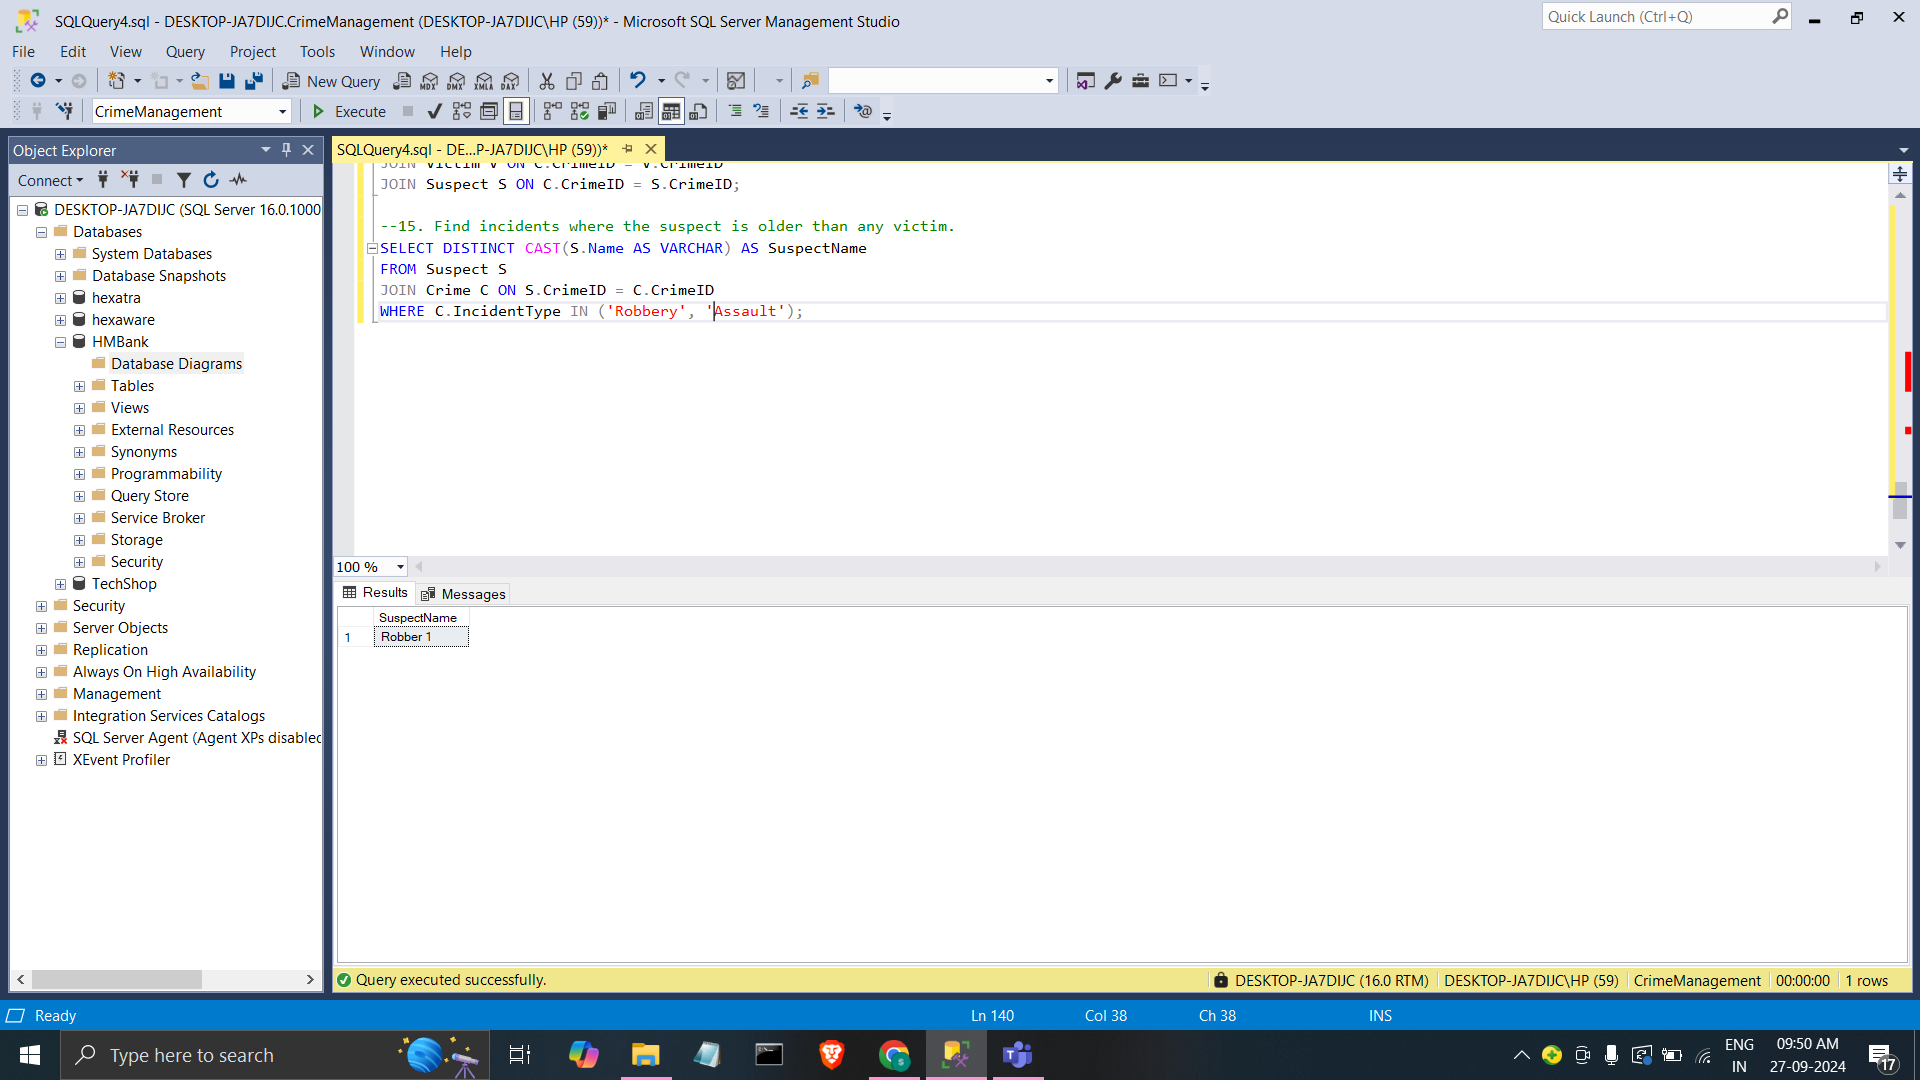 SQLQuery4.sql - DESKTOP-JA7DIJC.CrimeManagement (DESKTOP-JA7DIJC\HP (59))* - Microsoft SQL Server Management Studio
Quick Launch (Ctrl+Q)
File Edit View Query Project Tools Window Help
New Query MDX DMX XMLA DAX
CrimeManagement Execute
Object Explorer
SQLQuery4.sql - DE...P-JA7DIJC\HP (59))*
Connect
JOIN Victim V ON C.CrimeID = V.CrimeID
JOIN Suspect S ON C.CrimeID = S.CrimeID;
--15. Find incidents where the suspect is older than any victim.
SELECT DISTINCT CAST(S.Name AS VARCHAR) AS SuspectName
FROM Suspect S
JOIN Crime C ON S.CrimeID = C.CrimeID
WHERE C.IncidentType IN ('Robbery', 'Assault');
DESKTOP-JA7DIJC (SQL Server 16.0.1000
Databases
System Databases
Database Snapshots
hexatra
hexaware
HMBank
Database Diagrams
Tables
Views
External Resources
Synonyms
Programmability
Query Store
Service Broker
Storage
Security
TechShop
Security
Server Objects
Replication
Always On High Availability
Management
Integration Services Catalogs
SQL Server Agent (Agent XPs disabled
XEvent Profiler
100 %
Results Messages
SuspectName
1 Robber 1
Query executed successfully.
DESKTOP-JA7DIJC (16.0 RTM) DESKTOP-JA7DIJC\HP (59) CrimeManagement 00:00:00 1 rows
Ready Ln 140 Col 38 Ch 38 INS
Type here to search
ENG
IN
09:50 AM
27-09-2024
17